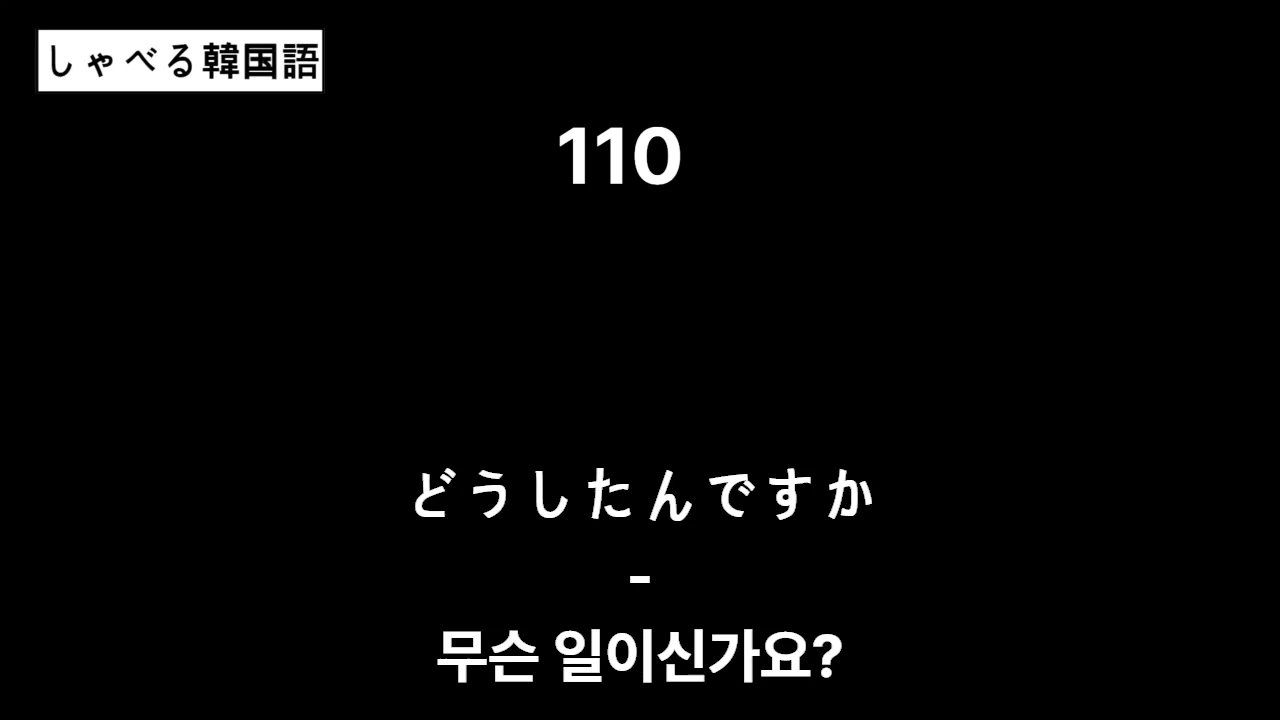 しゃべる韓国語
110
どうしたんですか
-
무슨 일이신가요?